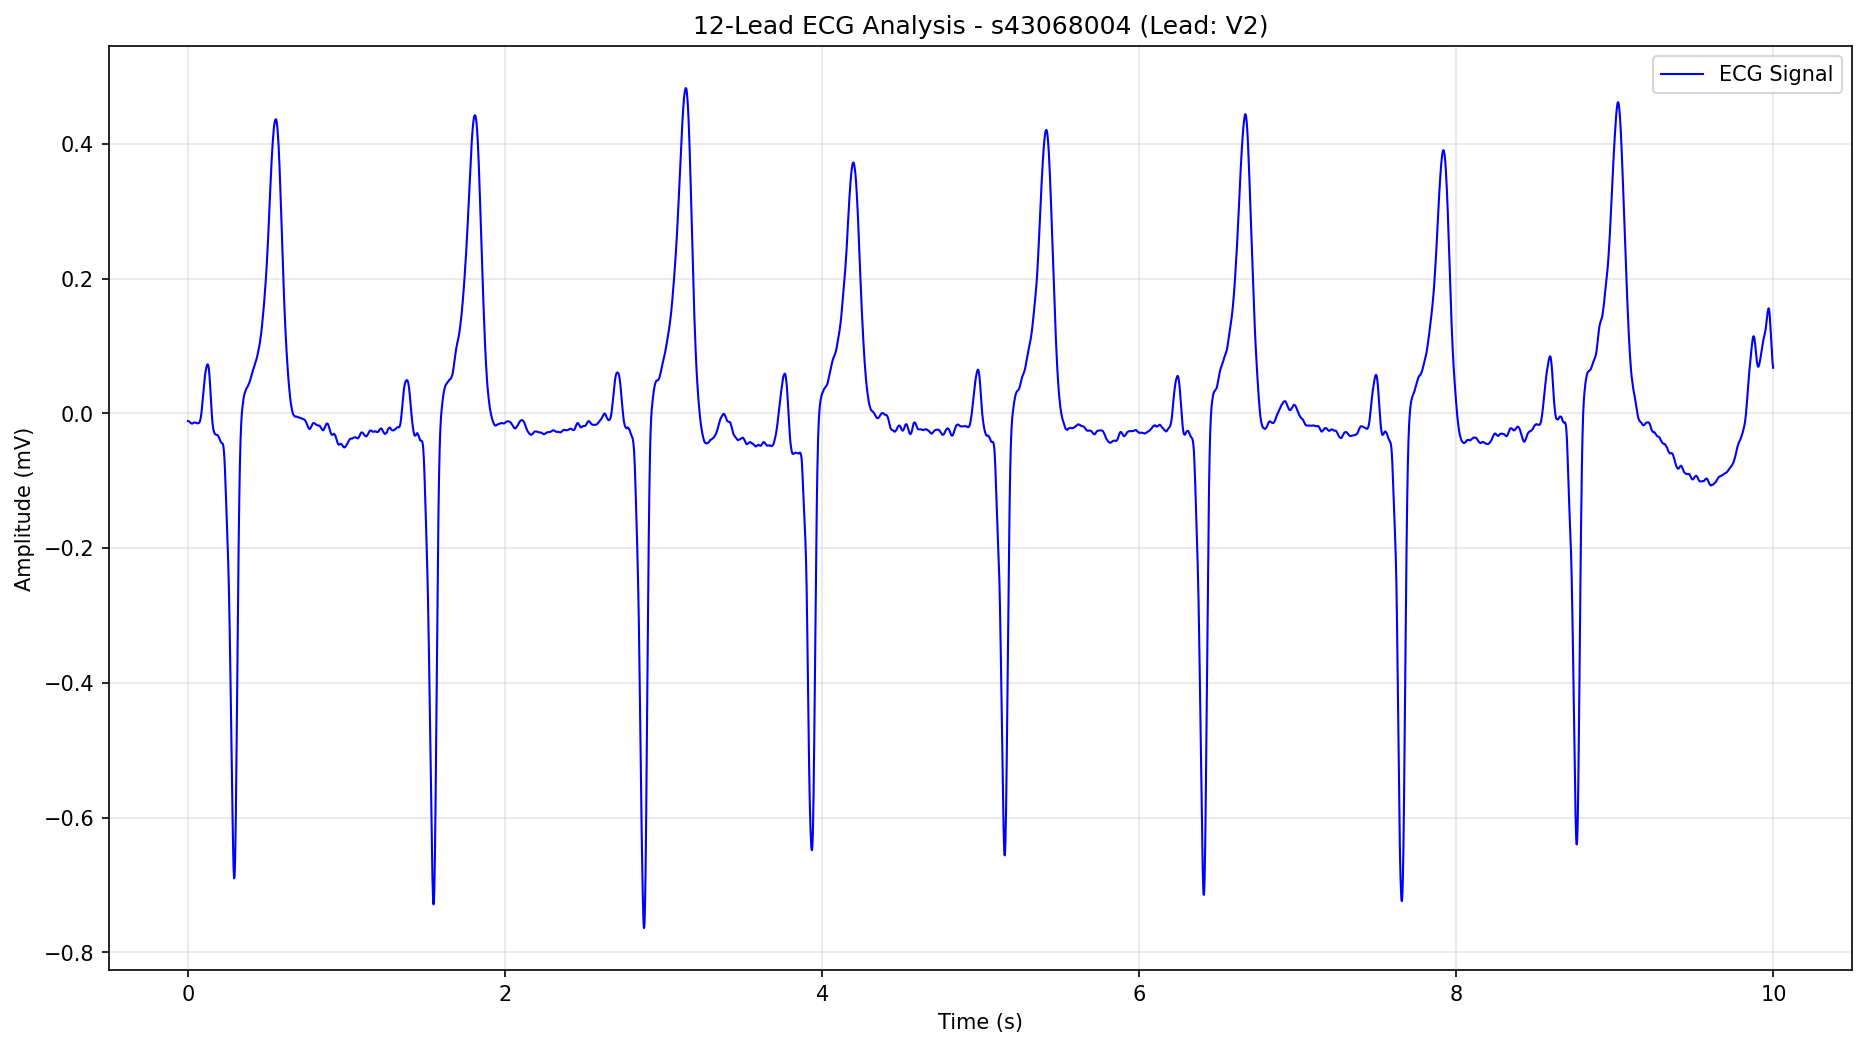 12-Lead ECG Analysis - s43068004 (Lead: V2)
ECG Signal
Amplitude (mV)
0.4
0.2
0.0
−0.2
−0.4
−0.6
−0.8
0 2 4 6 8 10
Time (s)